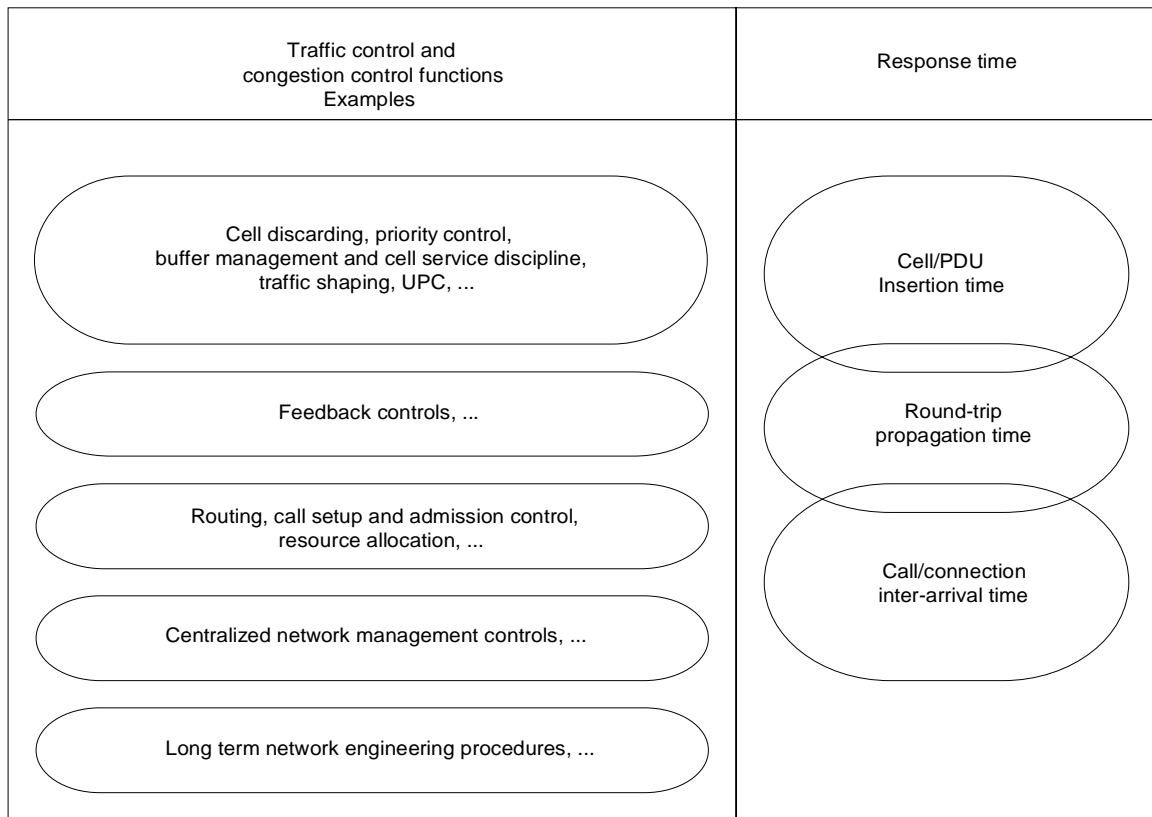 Traffic control and
congestion control functions
Examples
Response time
Cell discarding, priority control,
buffer management and cell service discipline,
traffic shaping, UPC, ...
Cell/PDU
Insertion time
Feedback controls, ...
Round-trip
propagation time
Routing, call setup and admission control,
resource allocation, ...
Call/connection
inter-arrival time
Centralized network management controls, ...
Long term network engineering procedures, ...